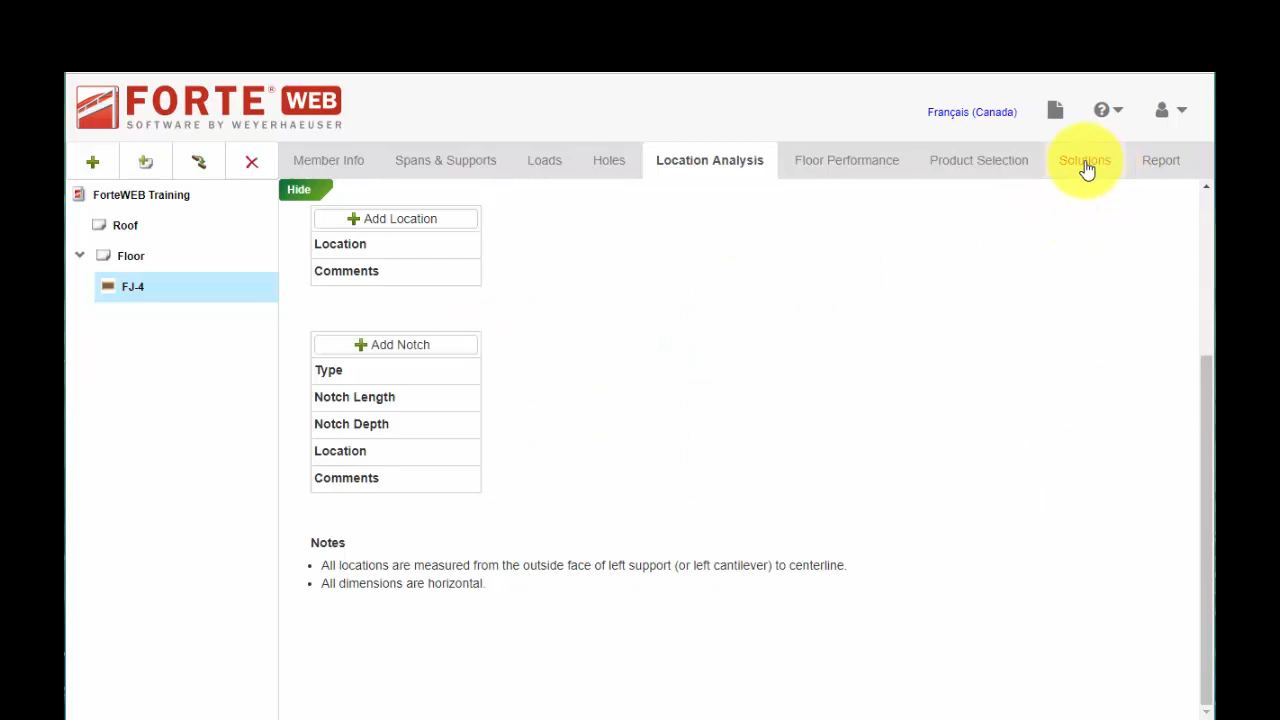 FORTE® WEB
SOFTWARE BY WEYERHAEUSER
Français (Canada)
Member Info Spans & Supports Loads Holes Location Analysis Floor Performance Product Selection Solutions Report
ForteWEB Training
Roof
Floor
FJ-4
Hide
Add Location
Location
Comments
Add Notch
Type
Notch Length
Notch Depth
Location
Comments
Notes
• All locations are measured from the outside face of left support (or left cantilever) to centerline.
• All dimensions are horizontal.